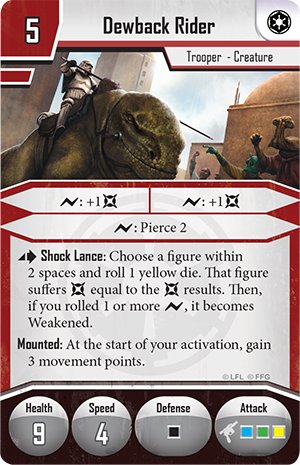 5
Dewback Rider
Trooper - Creature
: +1
: +1
: Pierce 2
Shock Lance: Choose a figure within
2 spaces and roll 1 yellow die. That figure
suffers equal to the results. Then,
if you rolled 1 or more , it becomes
Weakened.
Mounted: At the start of your activation, gain
3 movement points.
© LFL © FFG
Health
Speed
Defense
Attack
9
4